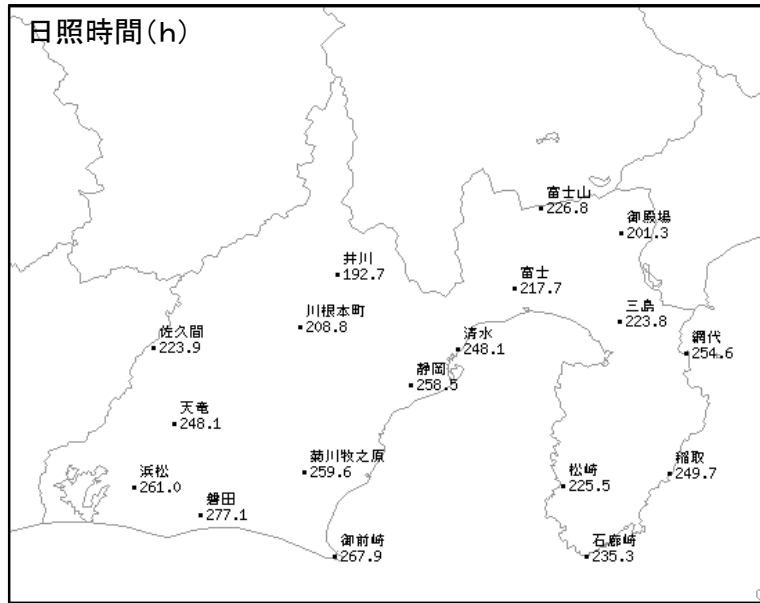 日照時間(h)
富士山
226.8
御殿場
201.3
井川
192.7
富士
217.7
川根本町
208.8
三島
223.8
佐久間
223.9
清水
248.1
網代
254.6
静岡
258.5
天竜
248.1
菊川牧之原
259.6
浜松
261.0
松崎
225.5
稲取
249.7
磐田
277.1
御前崎
267.9
石廊崎
235.3